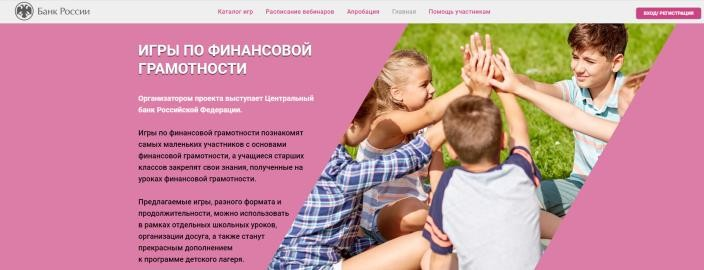 Банк России
Каталог игр Расписание вебинаров Апробация Главная Помощь участникам
ВХОД/ РЕГИСТРАЦИЯ
ИГРЫ ПО ФИНАНСОВОЙ
ГРАМОТНОСТИ
Организатором проекта выступает Центральный
банк Российской Федерации.
Игры по финансовой грамотности познакомят
самых маленьких участников с основами
финансовой грамотности, а учащиеся старших
классов закрепят свои знания, полученные на
уроках финансовой грамотности.
Предлагаемые игры, разного формата и
продолжительности, можно использовать
в рамках отдельных школьных уроков,
организации досуга, а также станут
прекрасным дополнением
к программе детского лагеря.